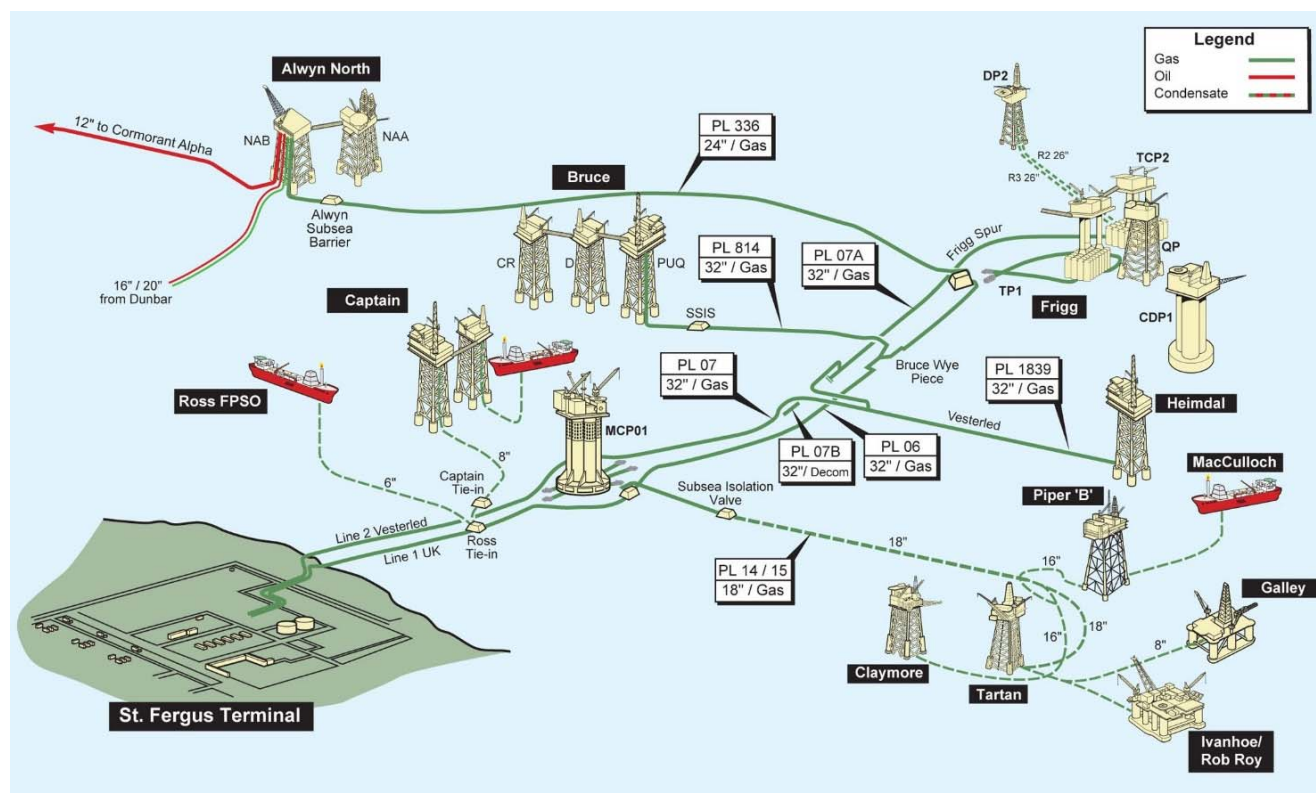 Legend
Gas
Oil
Condensate
Alwyn North
12" to Cormorant Alpha
NAB
NAA
Alwyn
Subsea
Barrier
16" / 20"
from Dunbar
PL 336
24" / Gas
Bruce
CR
D
PUQ
PL 814
32" / Gas
SSIS
PL 07A
32" / Gas
DP2
R2 26"
R3 26"
TCP2
QP
Frigg Spur
TP1
Frigg
CDP1
Captain
Ross FPSO
6"
8"
Captain
Tie-in
Ross
Tie-in
MCP01
PL 07
32" / Gas
Bruce Wye
Piece
PL 1839
32" / Gas
Heimdal
Vesterled
PL 07B
32"/ Decom
PL 06
32" / Gas
Subsea Isolation
Valve
Line 2 Vesterled
Line 1 UK
PL 14 / 15
18" / Gas
18"
16"
16"
18"
8"
Piper 'B'
MacCulloch
Galley
Claymore
Tartan
Ivanhoe/
Rob Roy
St. Fergus Terminal